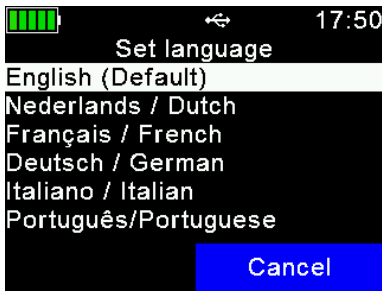 17:50
Set language
English (Default)
Nederlands / Dutch
Français / French
Deutsch / German
Italiano / Italian
Português/Portuguese
Cancel